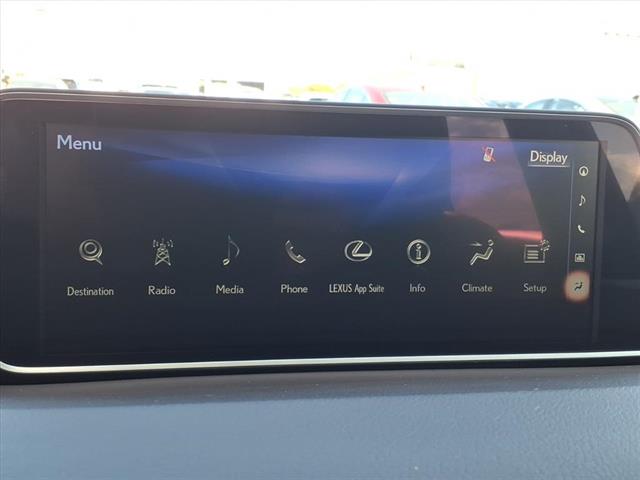 Menu
Display
Destination
Radio
Media
Phone
LEXUS App Suite
Info
Climate
Setup